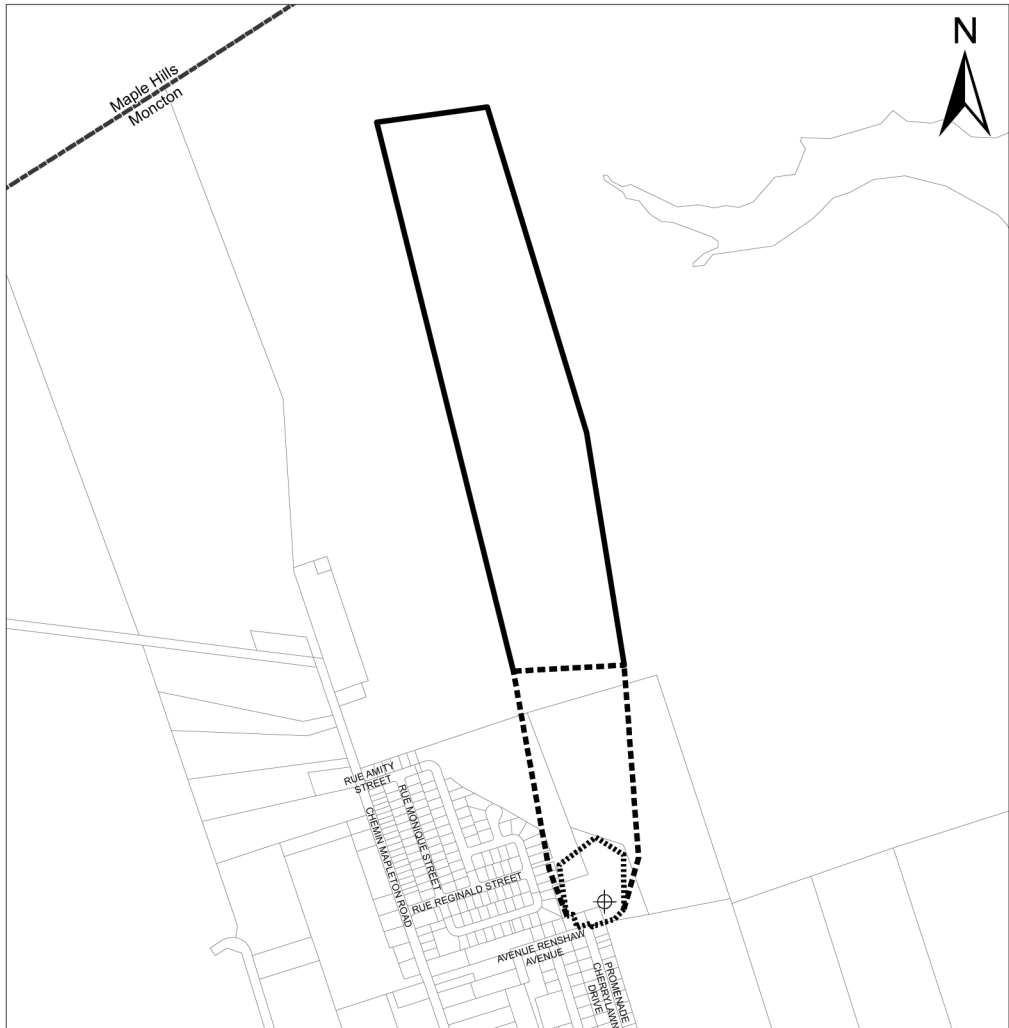 N
Maple Hills
Moncton
RUE AMITY
STREET
RUE MONIQUE STREET
CHEMIN MAPLETON ROAD
RUE REGINALD STREET
AVENUE RENSHAW
AVENUE
PROMENADE
CHERRYLAWN
DRIVE